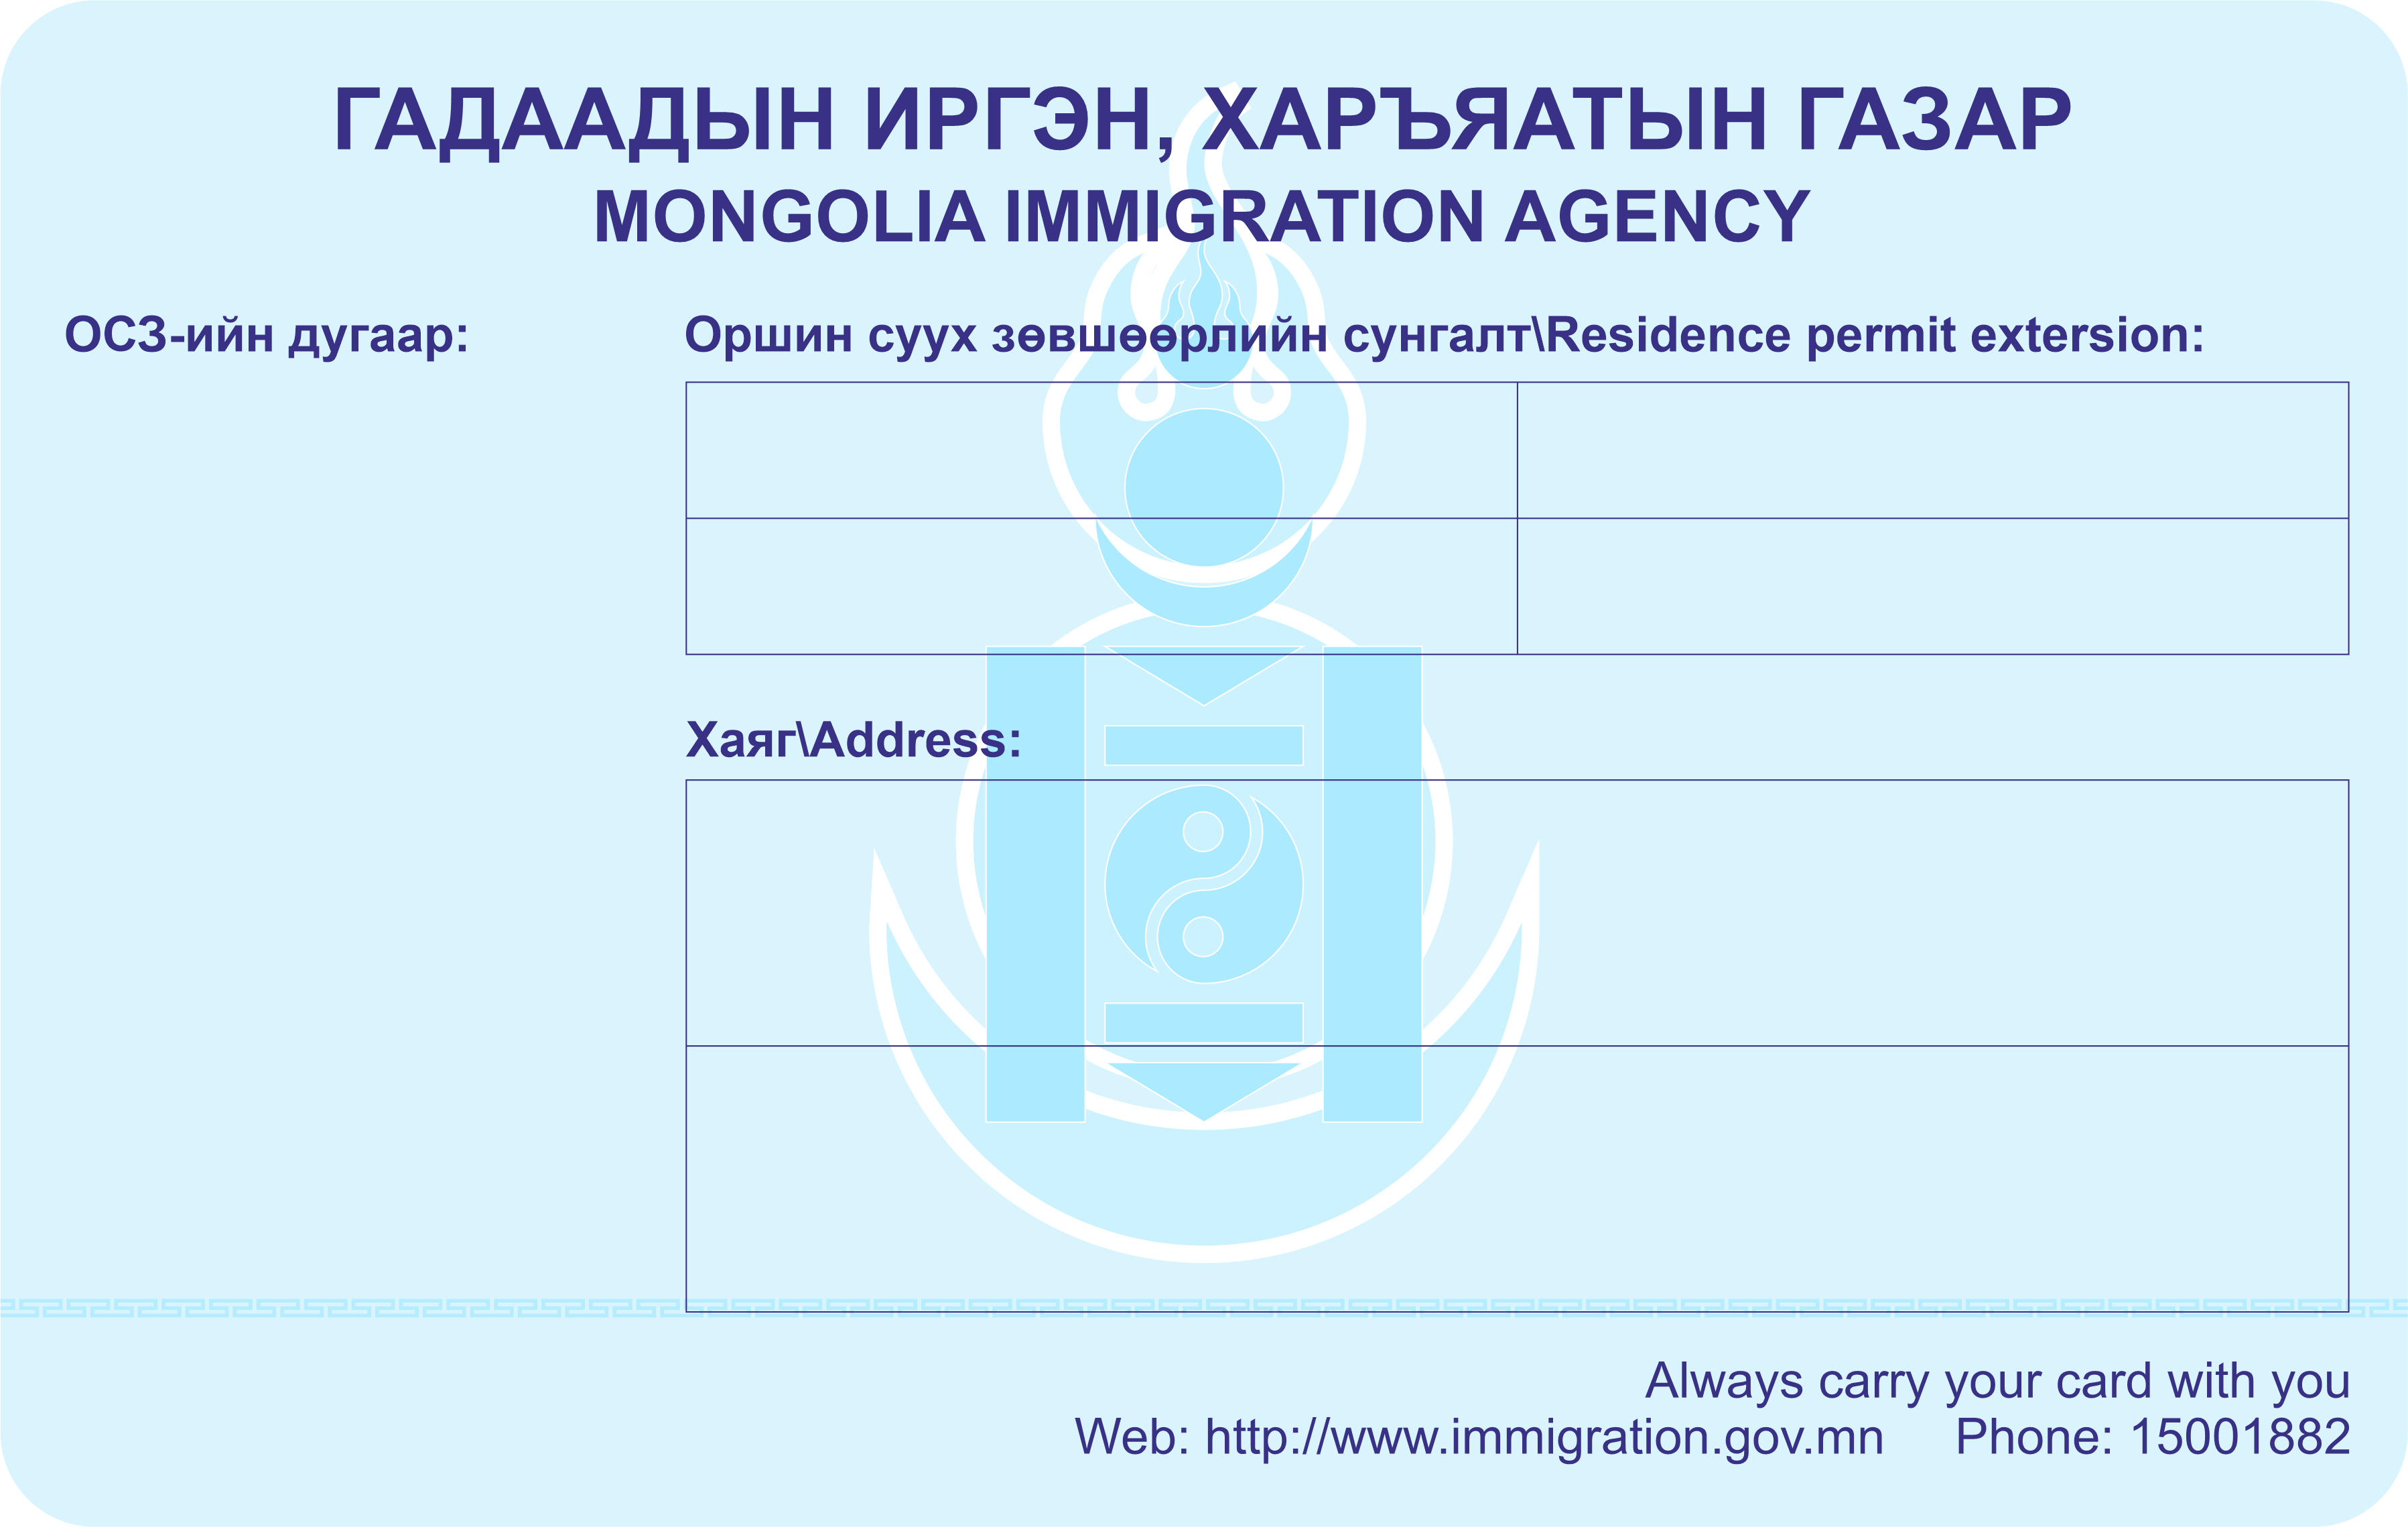 ГАДААДЫН ИРГЭН, ХАРЪЯАТЫН ГАЗАР
MONGOLIA IMMIGRATION AGENCY
ОСЗ-ийн дугаар:
Оршин суух зөвшөөрлийн сунгалт\Residence permit extersion:
Хаяг\Address:
Always carry your card with you
Web: http://www.immigration.gov.mn Phone: 15001882